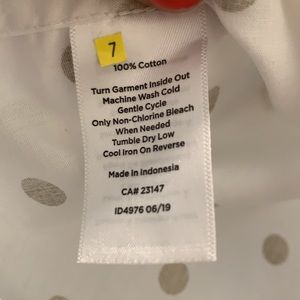 7
100% Cotton
Turn Garment Inside Out
Machine Wash Cold
Gentle Cycle
Only Non-Chlorine Bleach
When Needed
Tumble Dry Low
Cool Iron On Reverse
Made in Indonesia
CA# 23147
ID4976 06/19